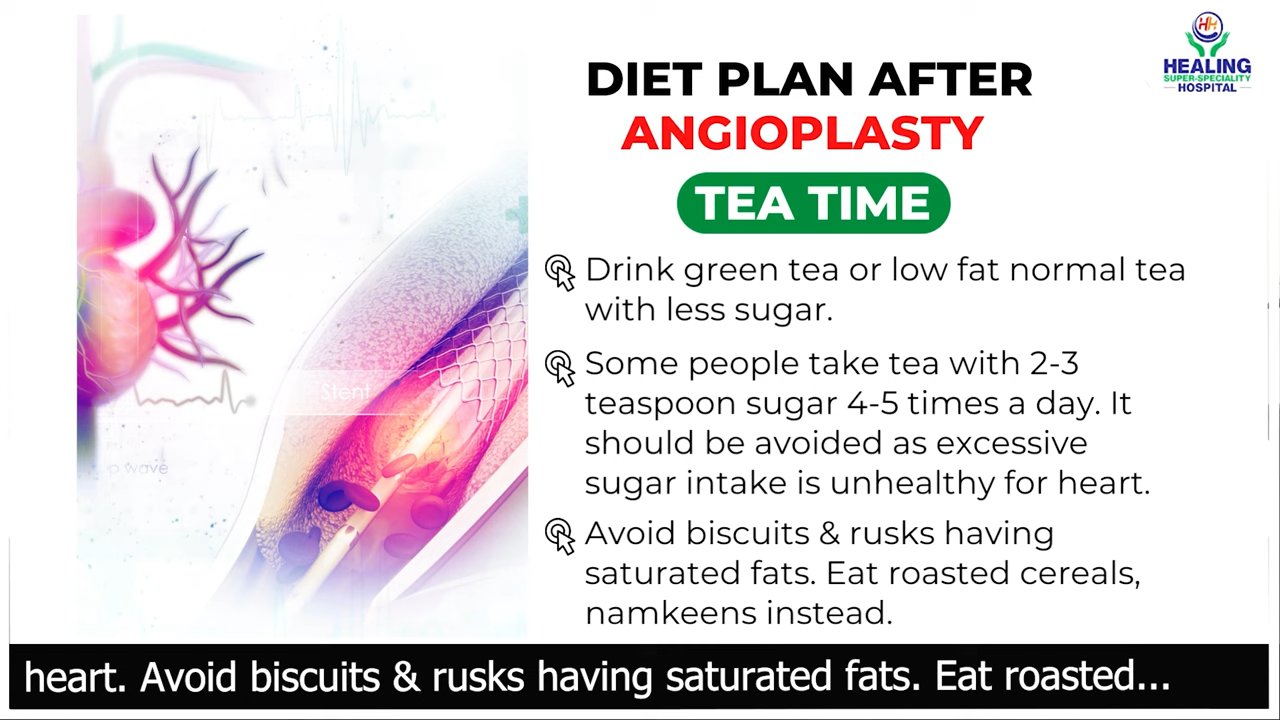 HEALING
SUPER-SPECIALITY
HOSPITAL
DIET PLAN AFTER
ANGIOPLASTY
TEA TIME
Drink green tea or low fat normal tea
with less sugar.
Some people take tea with 2-3
teaspoon sugar 4-5 times a day. It
should be avoided as excessive
sugar intake is unhealthy for heart.
Avoid biscuits & rusks having
saturated fats. Eat roasted cereals,
namkeens instead.
Stent
wave
heart. Avoid biscuits & rusks having saturated fats. Eat roasted...